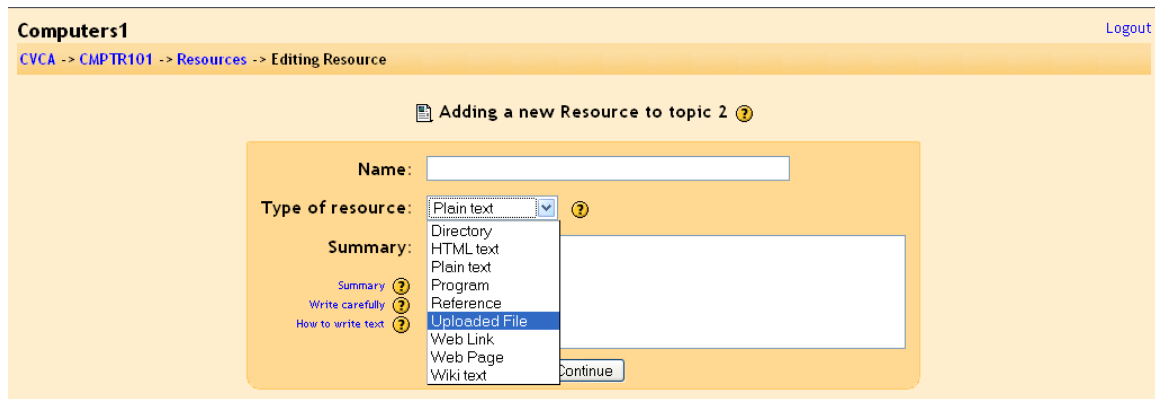 Computers1
Logout
CVCA -> CMPTR101 -> Resources -> Editing Resource
Adding a new Resource to topic 2 ?
Name:
Type of resource: Plain text ?
Directory
Summary: HTML text
Plain text
Summary ? Program
Write carefully ? Reference
How to write text ? Uploaded File
Web Link
Web Page
Wiki text Continue